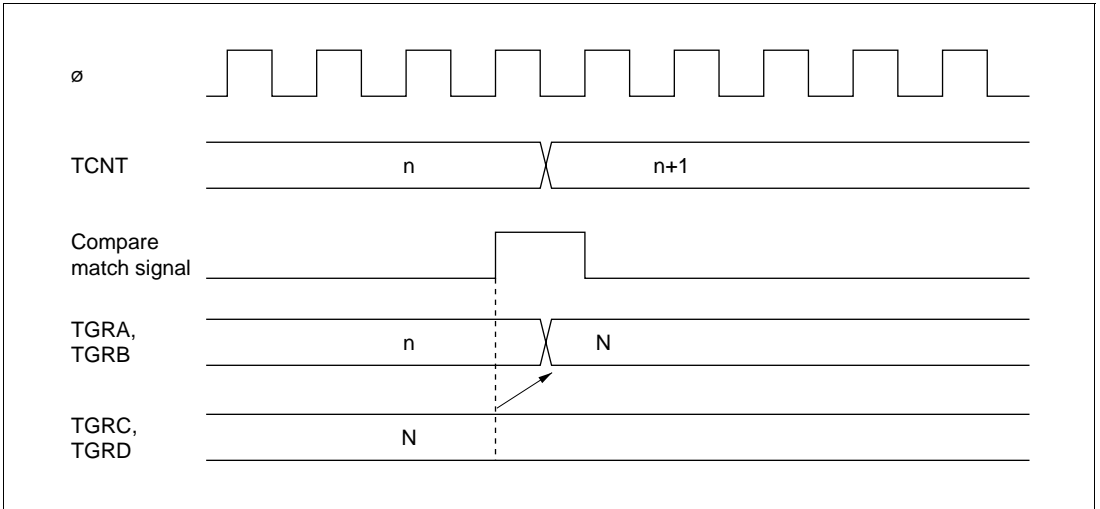 ø
TCNT
n
n+1
Compare
match signal
TGRA,
TGRB
n
N
TGRC,
TGRD
N